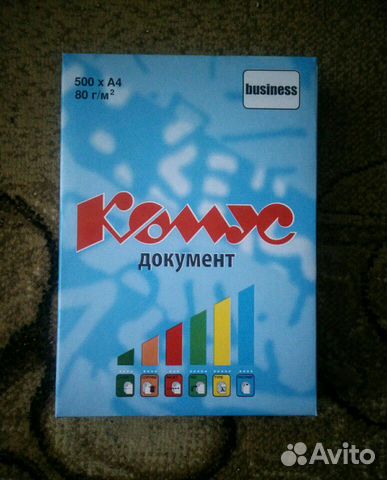 500 x A4
80 г/м²
business
Комус
документ
Avito